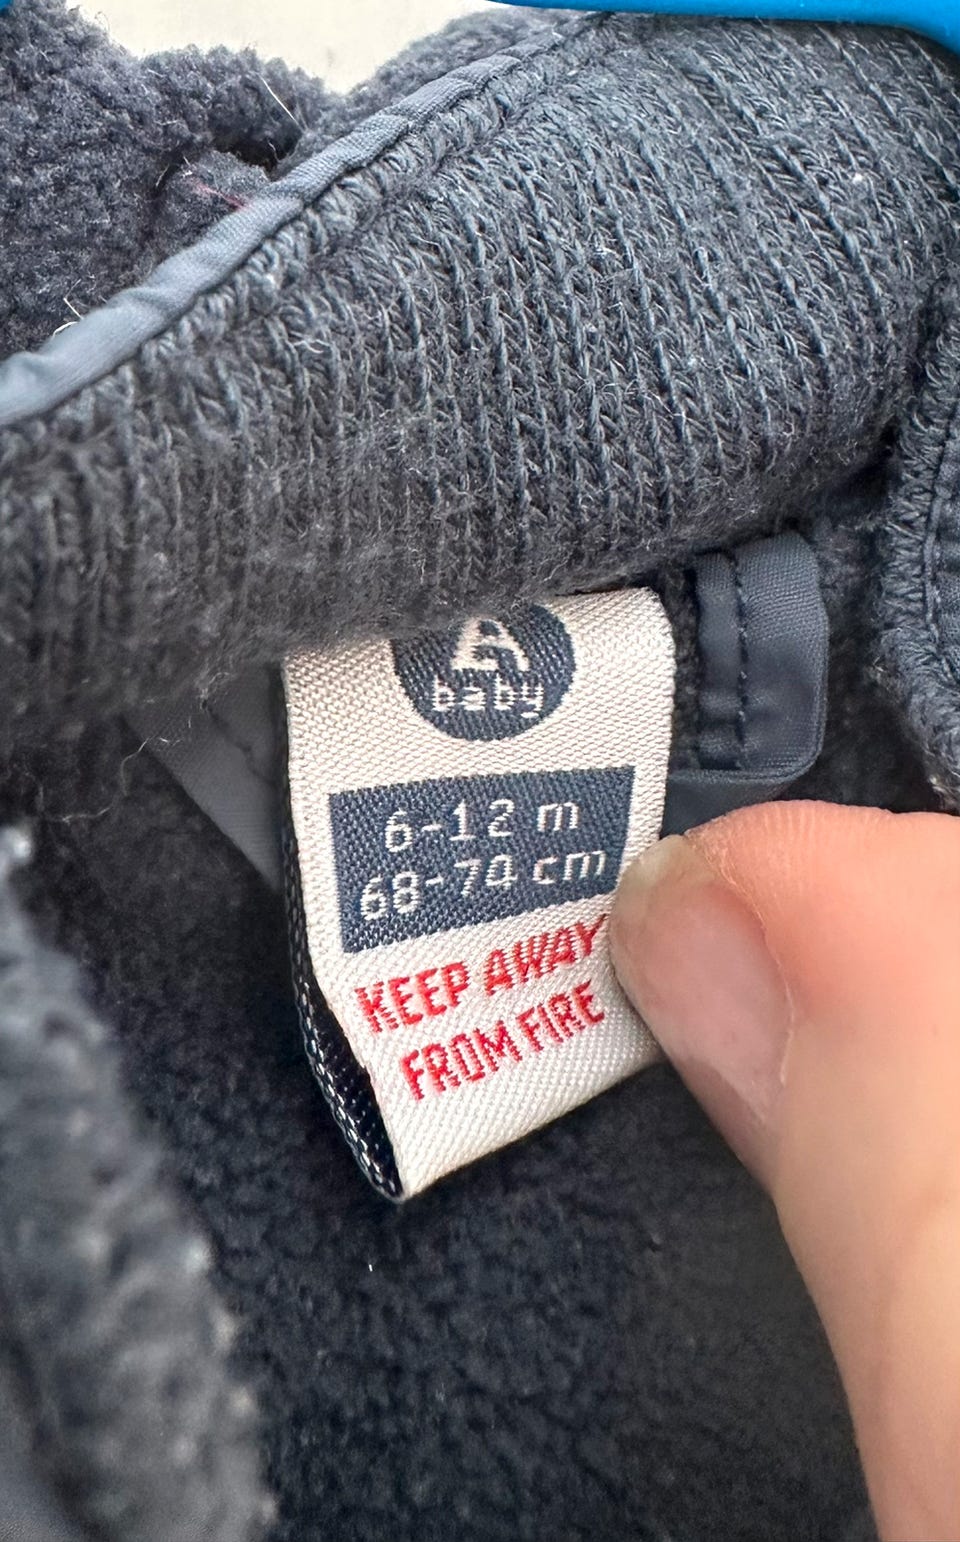 A
baby
6-12 m
68-74 cm
KEEP AWAY
FROM FIRE